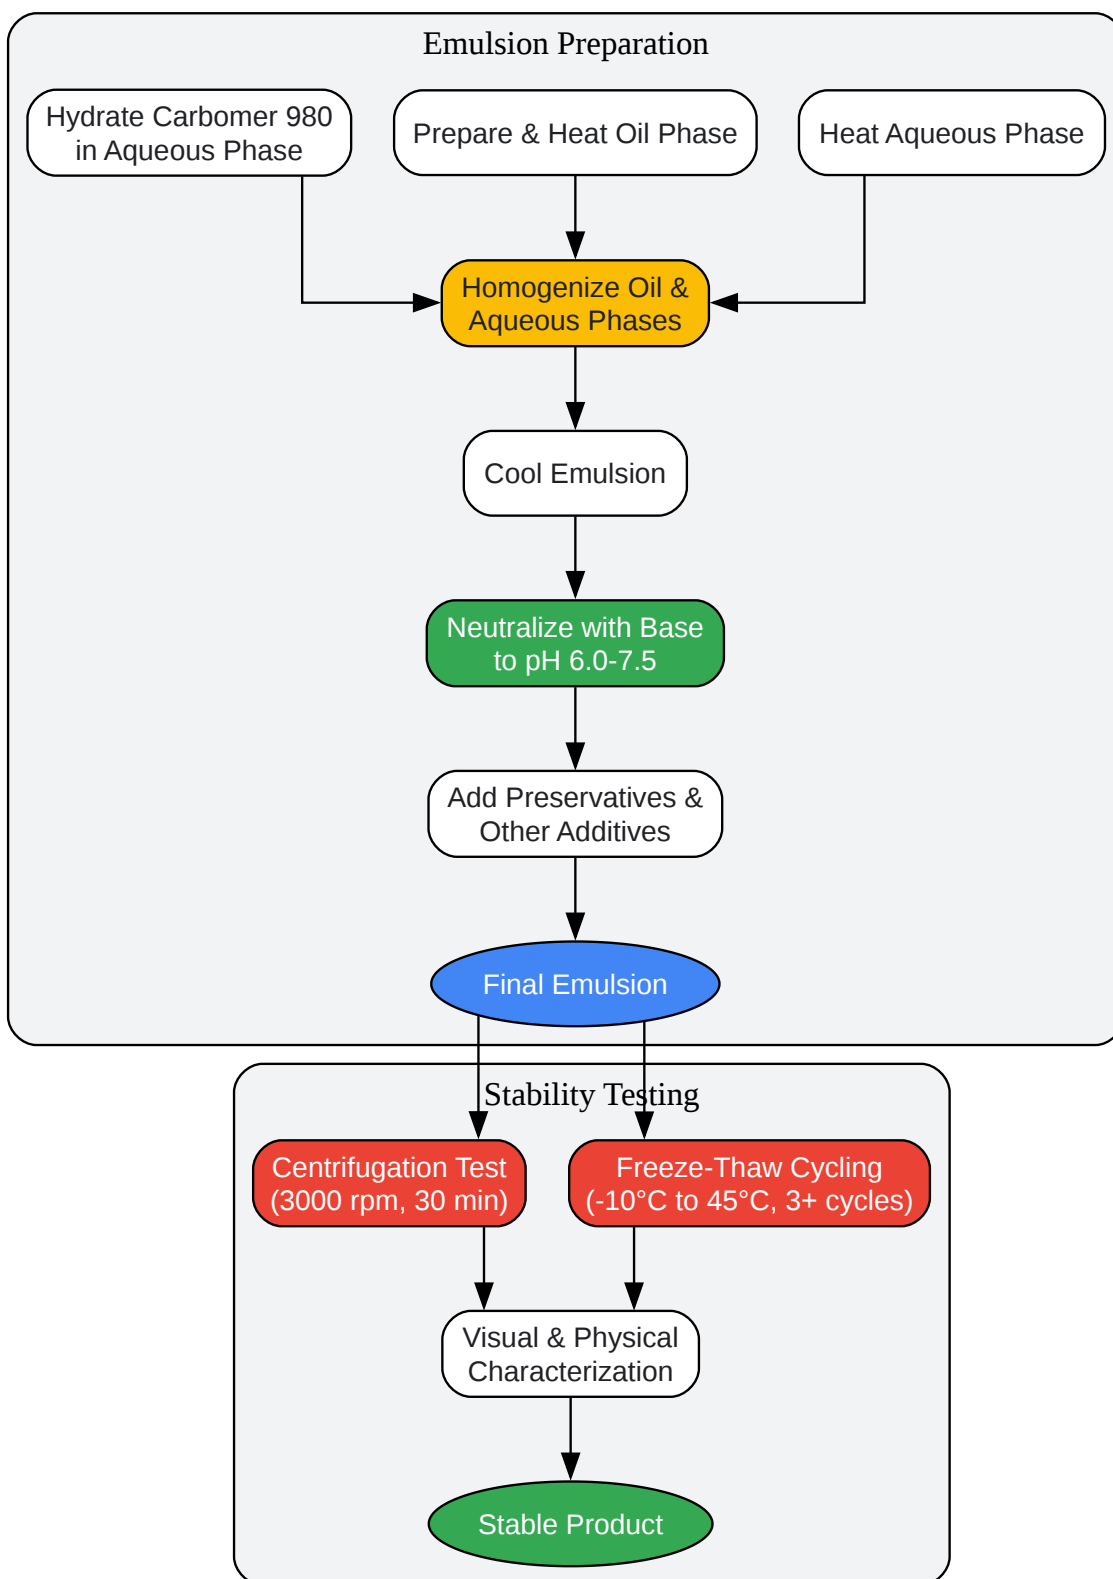 Emulsion Preparation
Hydrate Carbomer 980
in Aqueous Phase
Prepare & Heat Oil Phase
Heat Aqueous Phase
Homogenize Oil &
Aqueous Phases
Cool Emulsion
Neutralize with Base
to pH 6.0-7.5
Add Preservatives &
Other Additives
Final Emulsion
Stability Testing
Centrifugation Test
(3000 rpm, 30 min)
Freeze-Thaw Cycling
(-10°C to 45°C, 3+ cycles)
Visual & Physical
Characterization
Stable Product